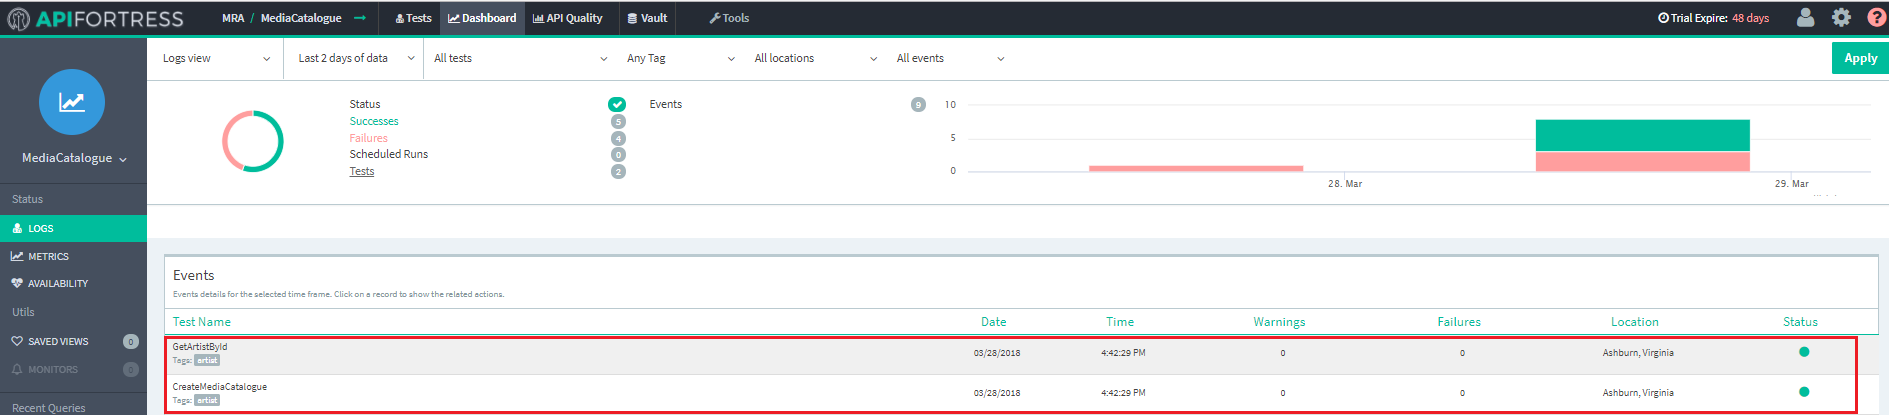 APIFORTRESS MRA / MediaCatalogue Tests Dashboard API Quality Vault Tools Trial Expire: 48 days ?
Logs view Last 2 days of data All tests Any Tag All locations All events Apply
MediaCatalogue
Status
LOGS
METRICS
AVAILABILITY
Utils
SAVED VIEWS 0
MONITORS 0
Recent Queries
Status
Successes 5
Failures 4
Scheduled Runs 0
Tests 2
Events 9
10
5
0
28. Mar 29. Mar
Events
Events details for the selected time frame. Click on a record to show the related actions.
Test Name Date Time Warnings Failures Location Status
GetArtistById 03/28/2018 4:42:29 PM 0 0 Ashburn, Virginia
Tags: artist
CreateMediaCatalogue 03/28/2018 4:42:29 PM 0 0 Ashburn, Virginia
Tags: artist